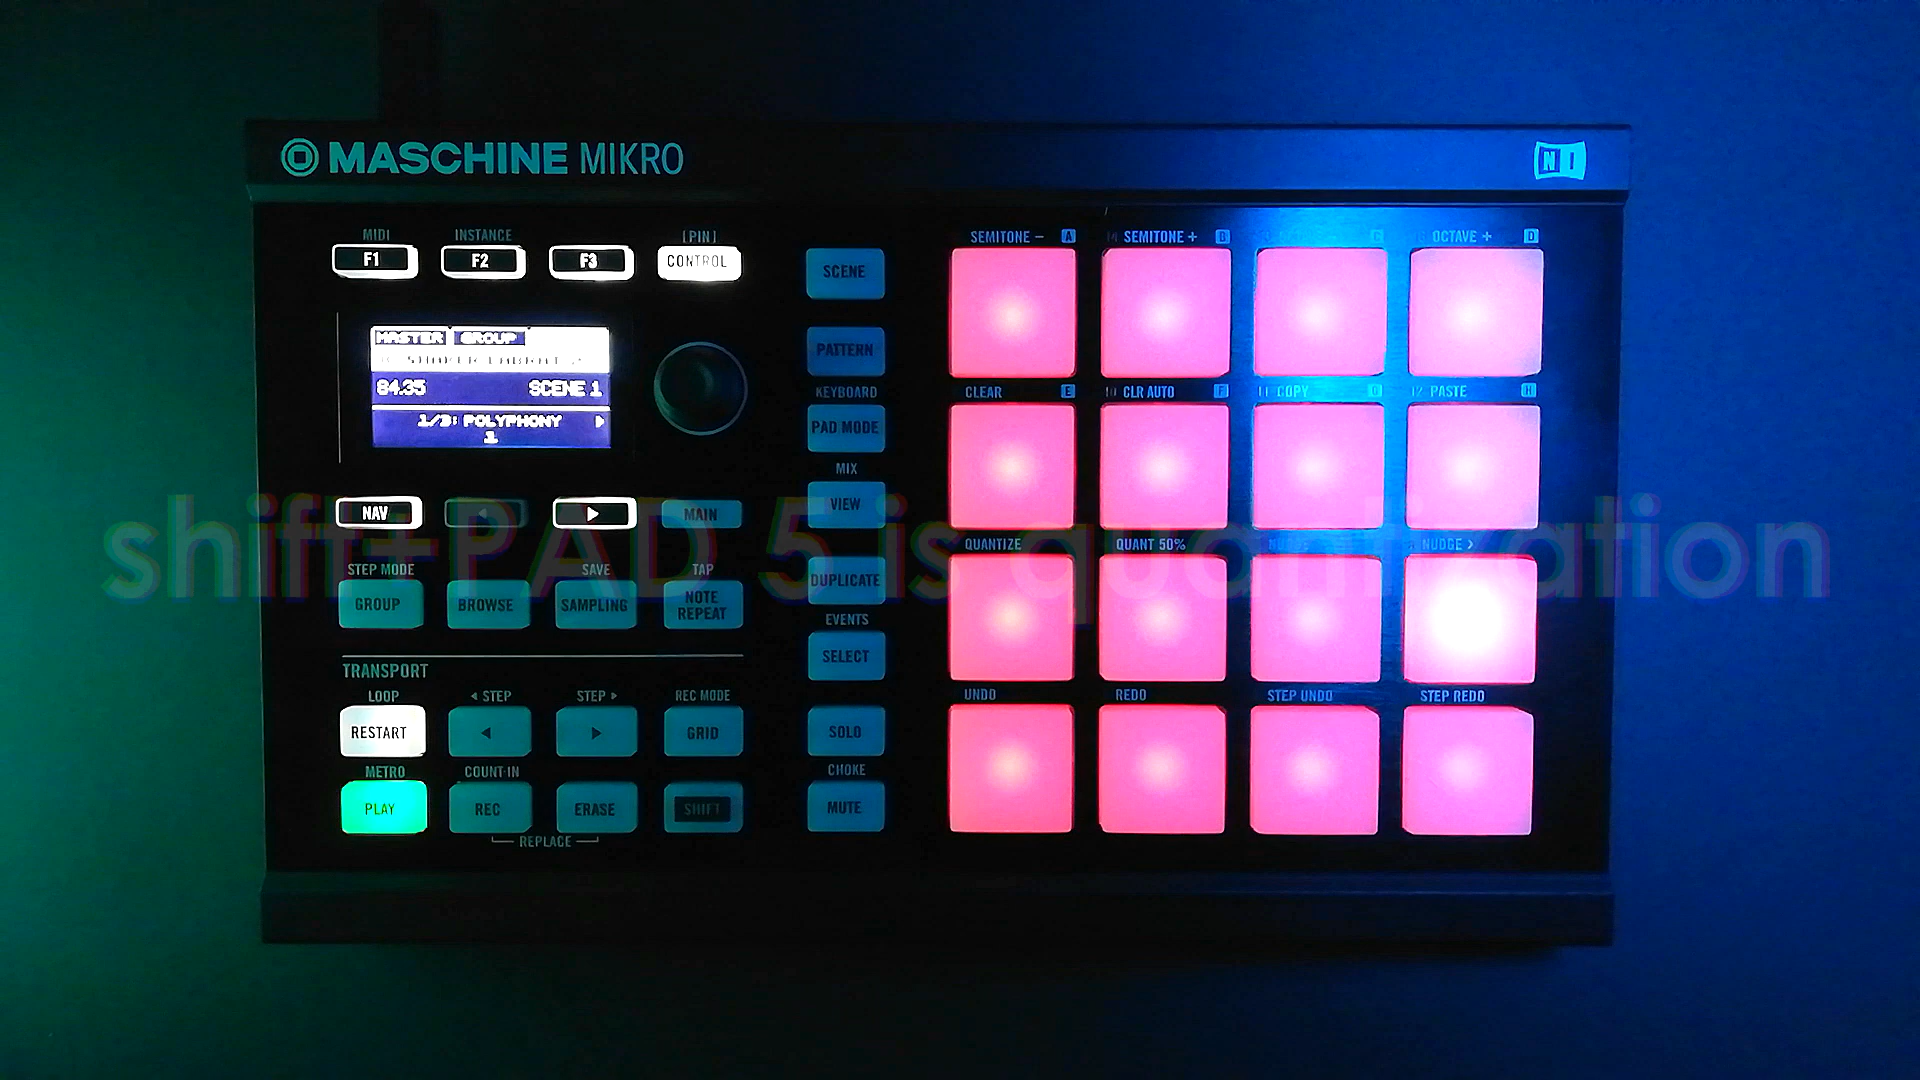 MASCHINE MIKRO
NI
MIDI
INSTANCE
[PIN]
F1
F2
F3
CONTROL
MASTER
GROUP
84.35
SCENE 1
1/3: POLYPHONY
1
NAV
MAIN
STEP MODE
SAVE
TAP
GROUP
BROWSE
SAMPLING
NOTE
REPEAT
TRANSPORT
LOOP
STEP
STEP
REC MODE
RESTART
GRID
METRO
COUNT-IN
PLAY
REC
ERASE
SHIFT
REPLACE
SCENE
PATTERN
KEYBOARD
PAD MODE
MIX
VIEW
DUPLICATE
EVENTS
SELECT
SOLO
CHOKE
MUTE
SEMITONE – A
SEMITONE + B
C
OCTAVE + D
CLEAR E
10 CLR AUTO F
11 COPY G
12 PASTE H
QUANTIZE
QUANT 50%
NUDGE >
UNDO
REDO
STEP UNDO
STEP REDO
shift+PAD 5 is quantization